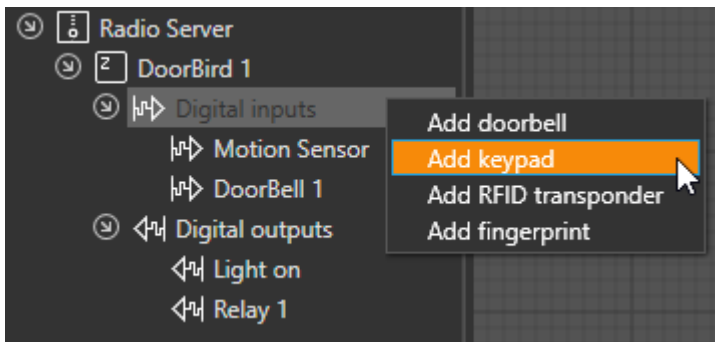 Radio Server
DoorBird 1
Digital inputs
Motion Sensor
DoorBell 1
Digital outputs
Light on
Relay 1
Add doorbell
Add keypad
Add RFID transponder
Add fingerprint